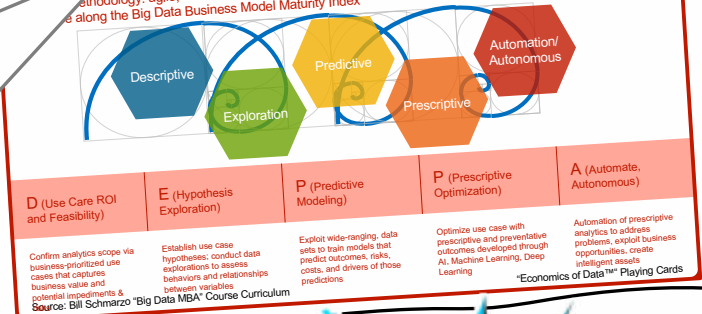 ethodology: agile,
e along the Big Data Business Model Maturity Index
Descriptive
Exploration
Predictive
Prescriptive
Automation/
Autonomous
D (Use Care ROI
and Feasibility)
E (Hypothesis
Exploration)
P (Predictive
Modeling)
P (Prescriptive
Optimization)
A (Automate,
Autonomous)
Confirm analytics scope via
business-prioritized use
cases that captures
business value and
potential impediments &
Establish use case
hypotheses; conduct data
explorations to assess
behaviors and relationships
between variables
Exploit wide-ranging, data
sets to train models that
predict outcomes, risks,
costs, and drivers of those
predictions
Optimize use case with
prescriptive and preventative
outcomes developed through
AI, Machine Learning, Deep
Learning
Automation of prescriptive
analytics to address
problems, exploit business
opportunities, create
intelligent assets
Source: Bill Schmarzo "Big Data MBA" Course Curriculum
"Economics of Data™" Playing Cards